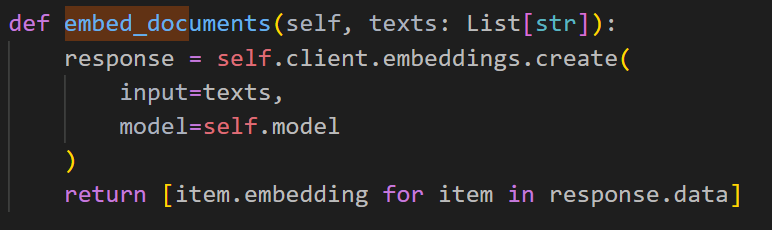 def embed_documents(self, texts: List[str]):
    response = self.client.embeddings.create(
        input=texts,
        model=self.model
    )
    return [item.embedding for item in response.data]